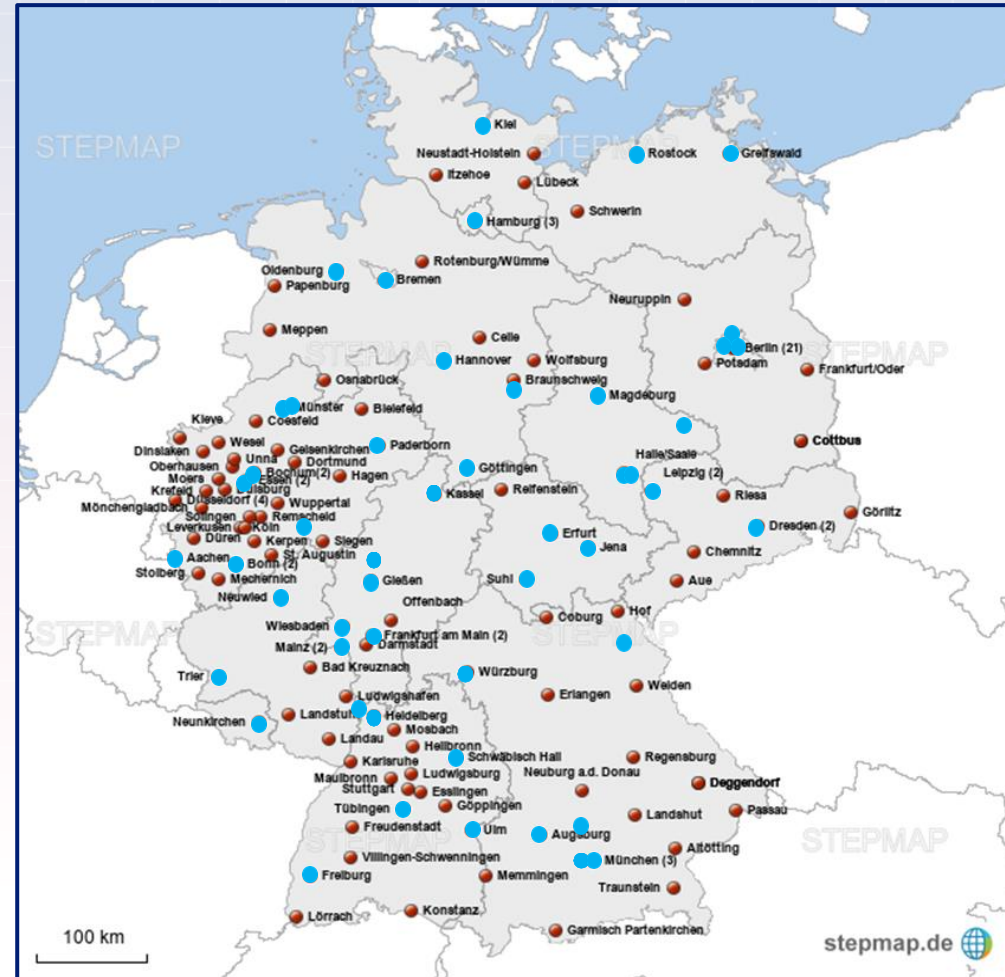 Kiel
STEPMAP
STEPMAP
Neustadt-Holstein
Rostock
Greifswald
Itzehoe
Lübeck
Schwerin
Hamburg (3)
Rotenburg/Wümme
Oldenburg
Bremen
Papenburg
Neuruppin
Meppen
Celle
Berlin (21)
STEPMAP
STEPMAP
Hannover
Wolfsburg
Potsdam
Frankfurt/Oder
Osnabrück
Braunschweig
Magdeburg
Münster
Bielefeld
Kleve
Coesfeld
Wesel
Paderborn
Cottbus
Dinslaken
Gelsenkirchen
Unna
Halle/Saale
Oberhausen
Dortmund
Göttingen
Bochum(2)
Leipzig (2)
Moers
Essen (2)
Hagen
Krefeld
Duisburg
Kassel
Reifenstein
Riesa
Düsseldorf (4)
Wuppertal
Mönchengladbach
Görlitz
Solingen
Remscheid
Leverkusen
Köln
Dresden (2)
Düren
Kerpen
Siegen
Erfurt
Jena
Aachen
St. Augustin
Chemnitz
Bonn (2)
Stolberg
Mechernich
Gießen
Suhl
Aue
Neuwied
Offenbach
Coburg
Hof
STEPMAP
Wiesbaden
STEPMAP
Frankfurt am Main (2)
Mainz (2)
Darmstadt
Bad Kreuznach
Würzburg
Trier
Weiden
Ludwigshafen
Erlangen
Landstuhl
Heidelberg
Neunkirchen
Mosbach
Landau
Heilbronn
Schwäbisch Hall
Regensburg
Karlsruhe
Maulbronn
Ludwigsburg
Neuburg a.d. Donau
Deggendorf
Stuttgart
Esslingen
Tübingen
Göppingen
Landshut
Passau
Freudenstadt
Ulm
Augsburg
STEPMAP
STEPMAP
Altötting
Villingen-Schwenningen
München (3)
Freiburg
Memmingen
Traunstein
Lörrach
Konstanz
Garmisch Partenkirchen
100 km
stepmap.de